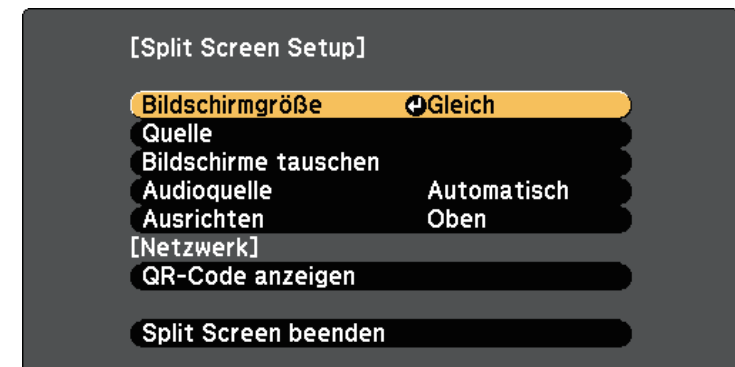 [Split Screen Setup]
Bildschirmgröße Gleich
Quelle
Bildschirme tauschen
Audioquelle Automatisch
Ausrichten Oben
[Netzwerk]
QR-Code anzeigen
Split Screen beenden